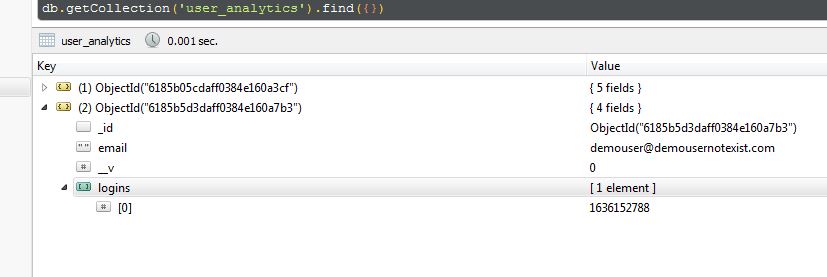 db.getCollection('user_analytics').find({})
user_analytics 0.001 sec.
Key Value
(1) ObjectId("6185b05cdaff0384e160a3cf") { 5 fields }
(2) ObjectId("6185b5d3daff0384e160a7b3") { 4 fields }
_id ObjectId("6185b5d3daff0384e160a7b3")
"" email demouser@demousernotexist.com
# __v 0
logins [ 1 element ]
# [0] 1636152788